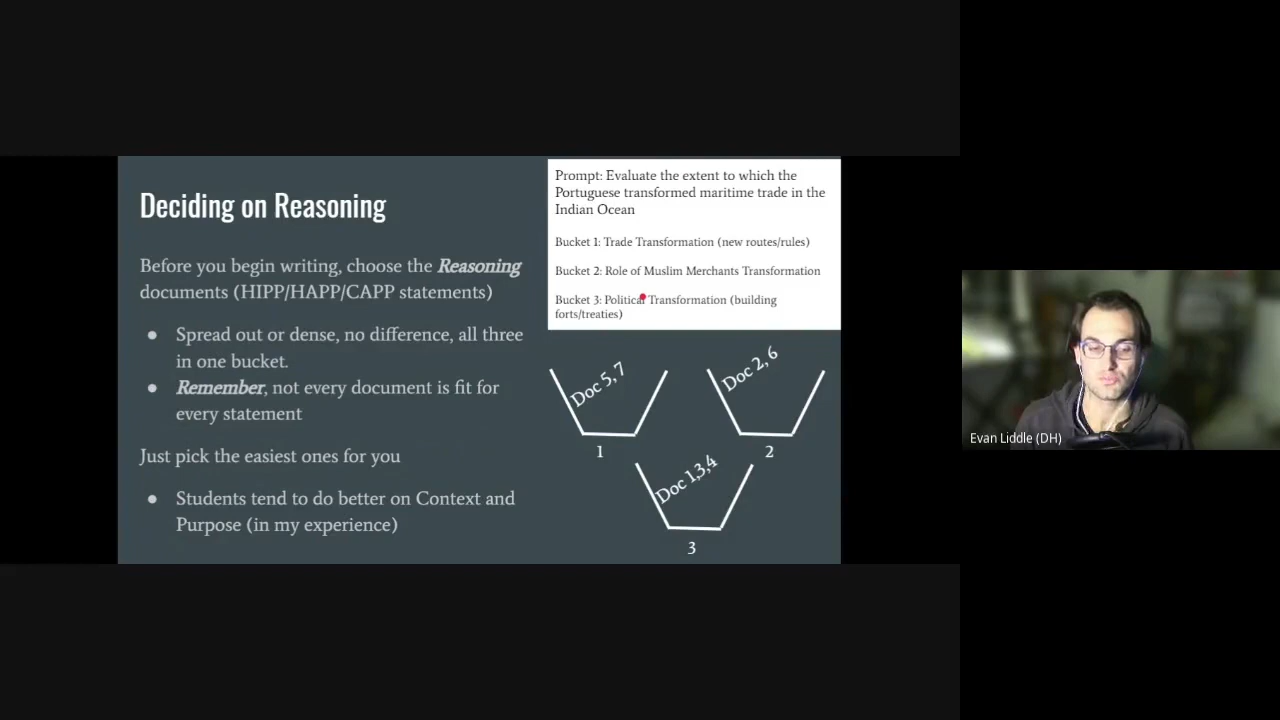 Deciding on Reasoning
Before you begin writing, choose the Reasoning
documents (HIPP/HAPP/CAPP statements)
● Spread out or dense, no difference, all three
in one bucket.
● Remember, not every document is fit for
every statement
Just pick the easiest ones for you
● Students tend to do better on Context and
Purpose (in my experience)
Prompt: Evaluate the extent to which the
Portuguese transformed maritime trade in the
Indian Ocean
Bucket 1: Trade Transformation (new routes/rules)
Bucket 2: Role of Muslim Merchants Transformation
Bucket 3: Political Transformation (building
forts/treaties)
Doc 5,7
1
Doc 2, 6
2
Doc 1,3,4
3
Evan Liddle (DH)